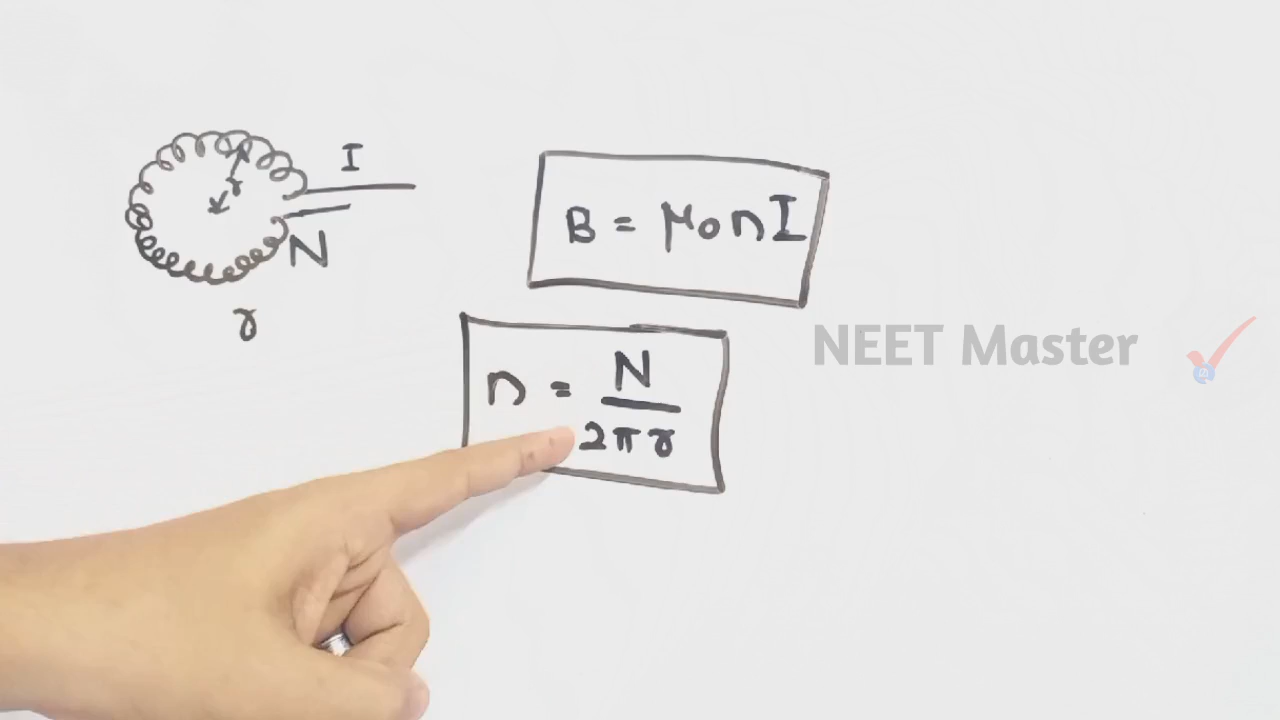 I
r
N
r
B = μ₀nI
n = N / 2πr
NEET Master